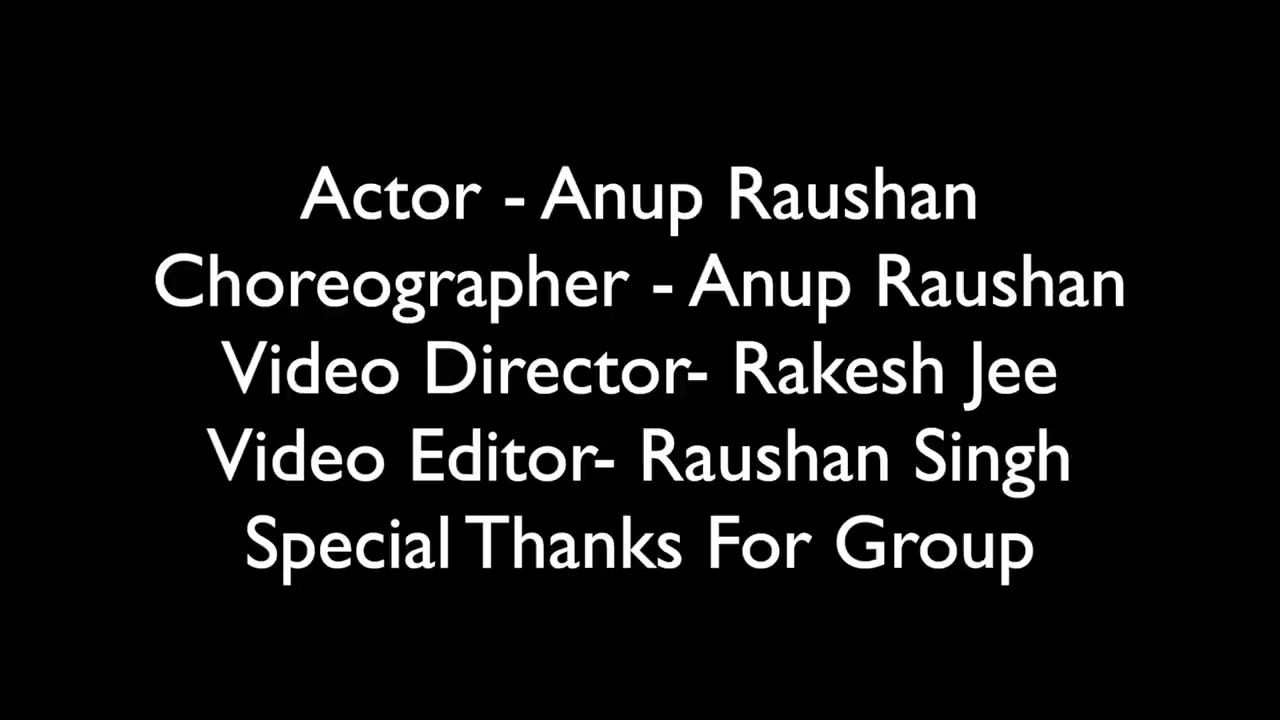 Actor - Anup Raushan
Choreographer - Anup Raushan
Video Director- Rakesh Jee
Video Editor- Raushan Singh
Special Thanks For Group